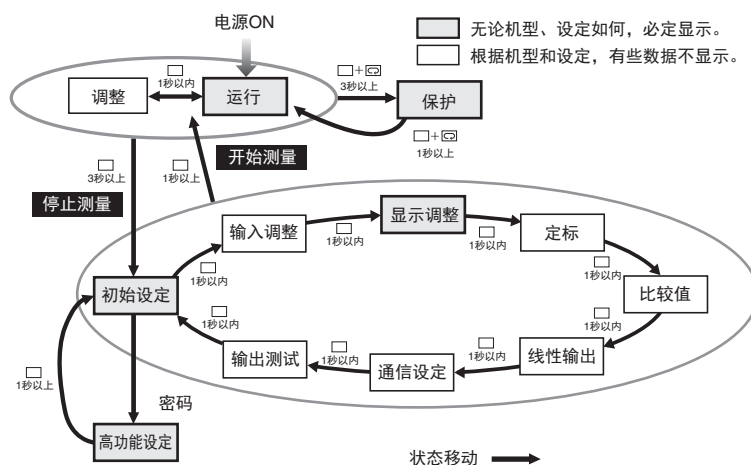 电源ON
无论机型、设定如何，必定显示。
根据机型和设定，有些数据不显示。
调整
1秒以内
运行
3秒以上
保护
1秒以上
开始测量
3秒以上
1秒以上
停止测量
输入调整
1秒以内
显示调整
1秒以内
定标
1秒以内
比较值
1秒以内
初始设定
1秒以内
1秒以内
输出测试
1秒以内
通信设定
1秒以内
线性输出
1秒以上
密码
高功能设定
状态移动